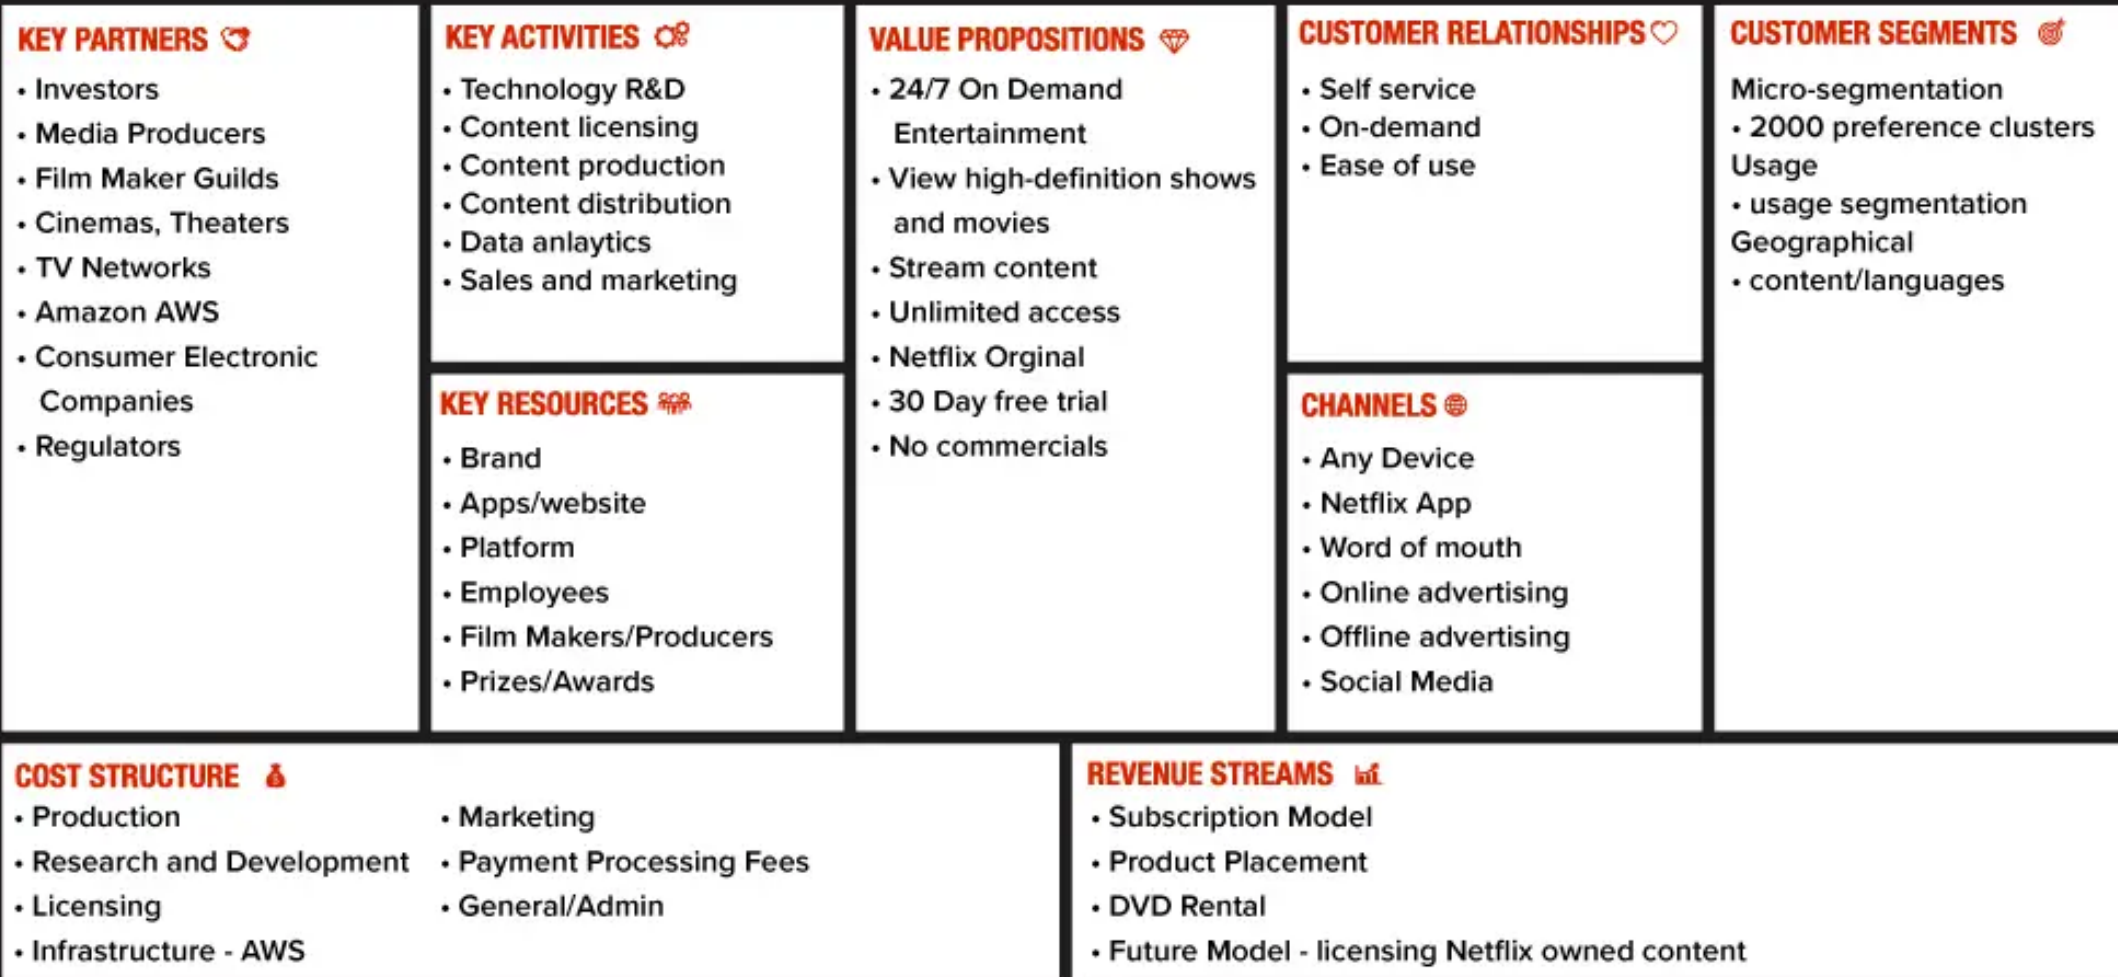 KEY PARTNERS
• Investors
• Media Producers
• Film Maker Guilds
• Cinemas, Theaters
• TV Networks
• Amazon AWS
• Consumer Electronic
Companies
• Regulators
KEY ACTIVITIES
• Technology R&D
• Content licensing
• Content production
• Content distribution
• Data anlaytics
• Sales and marketing
KEY RESOURCES
• Brand
• Apps/website
• Platform
• Employees
• Film Makers/Producers
• Prizes/Awards
VALUE PROPOSITIONS
• 24/7 On Demand
Entertainment
• View high-definition shows
and movies
• Stream content
• Unlimited access
• Netflix Orginal
• 30 Day free trial
• No commercials
CUSTOMER RELATIONSHIPS
• Self service
• On-demand
• Ease of use
CHANNELS
• Any Device
• Netflix App
• Word of mouth
• Online advertising
• Offline advertising
• Social Media
CUSTOMER SEGMENTS
Micro-segmentation
• 2000 preference clusters
Usage
• usage segmentation
Geographical
• content/languages
COST STRUCTURE
• Production
• Research and Development
• Licensing
• Infrastructure - AWS
• Marketing
• Payment Processing Fees
• General/Admin
REVENUE STREAMS
• Subscription Model
• Product Placement
• DVD Rental
• Future Model - licensing Netflix owned content